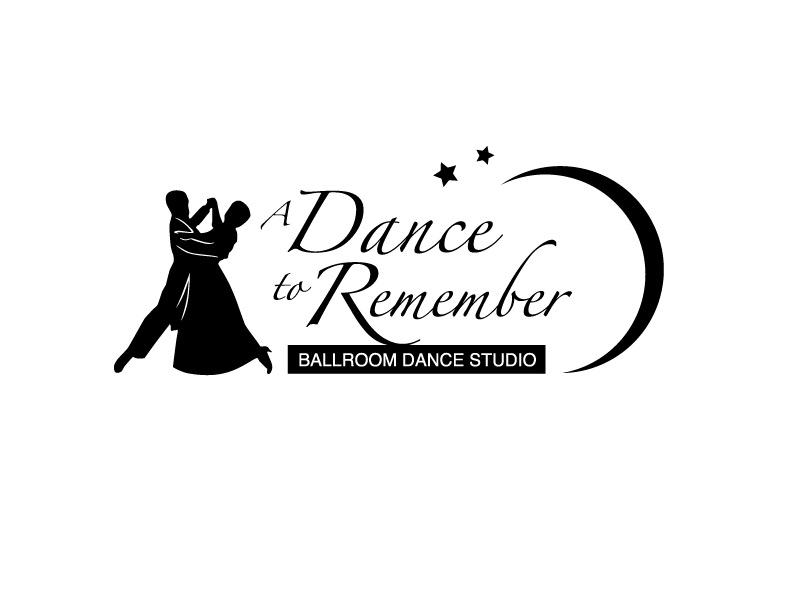 A Dance
to Remember
BALLROOM DANCE STUDIO